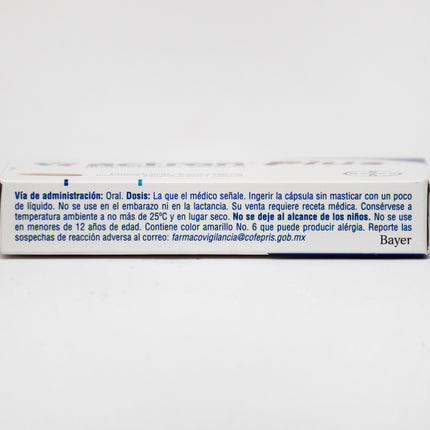 Vía de administración: Oral. Dosis: La que el médico señale. Ingerir la cápsula sin masticar con un poco
de líquido. No se use en el embarazo ni en la lactancia. Su venta requiere receta médica. Consérvese a
temperatura ambiente a no más de 25ºC y en lugar seco. No se deje al alcance de los niños. No se use
en menores de 12 años de edad. Contiene color amarillo No. 6 que puede producir alérgia. Reporte las
sospechas de reacción adversa al correo: farmacovigilancia@cofepris.gob.mx
Bayer